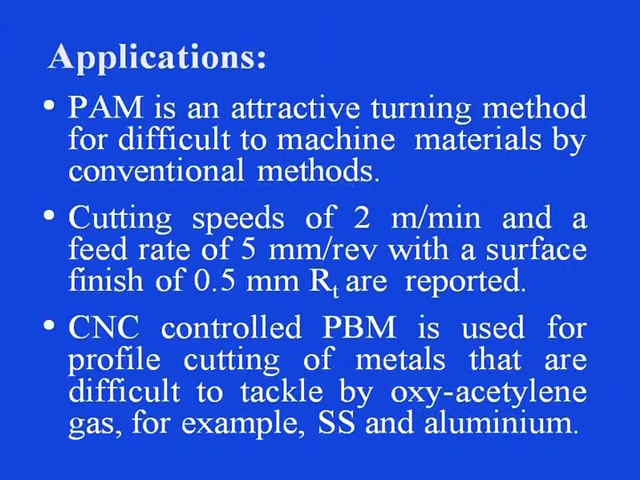 Applications:
• PAM is an attractive turning method
for difficult to machine materials by
conventional methods.
• Cutting speeds of 2 m/min and a
feed rate of 5 mm/rev with a surface
finish of 0.5 mm Rt are reported.
• CNC controlled PBM is used for
profile cutting of metals that are
difficult to tackle by oxy-acetylene
gas, for example, SS and aluminium.